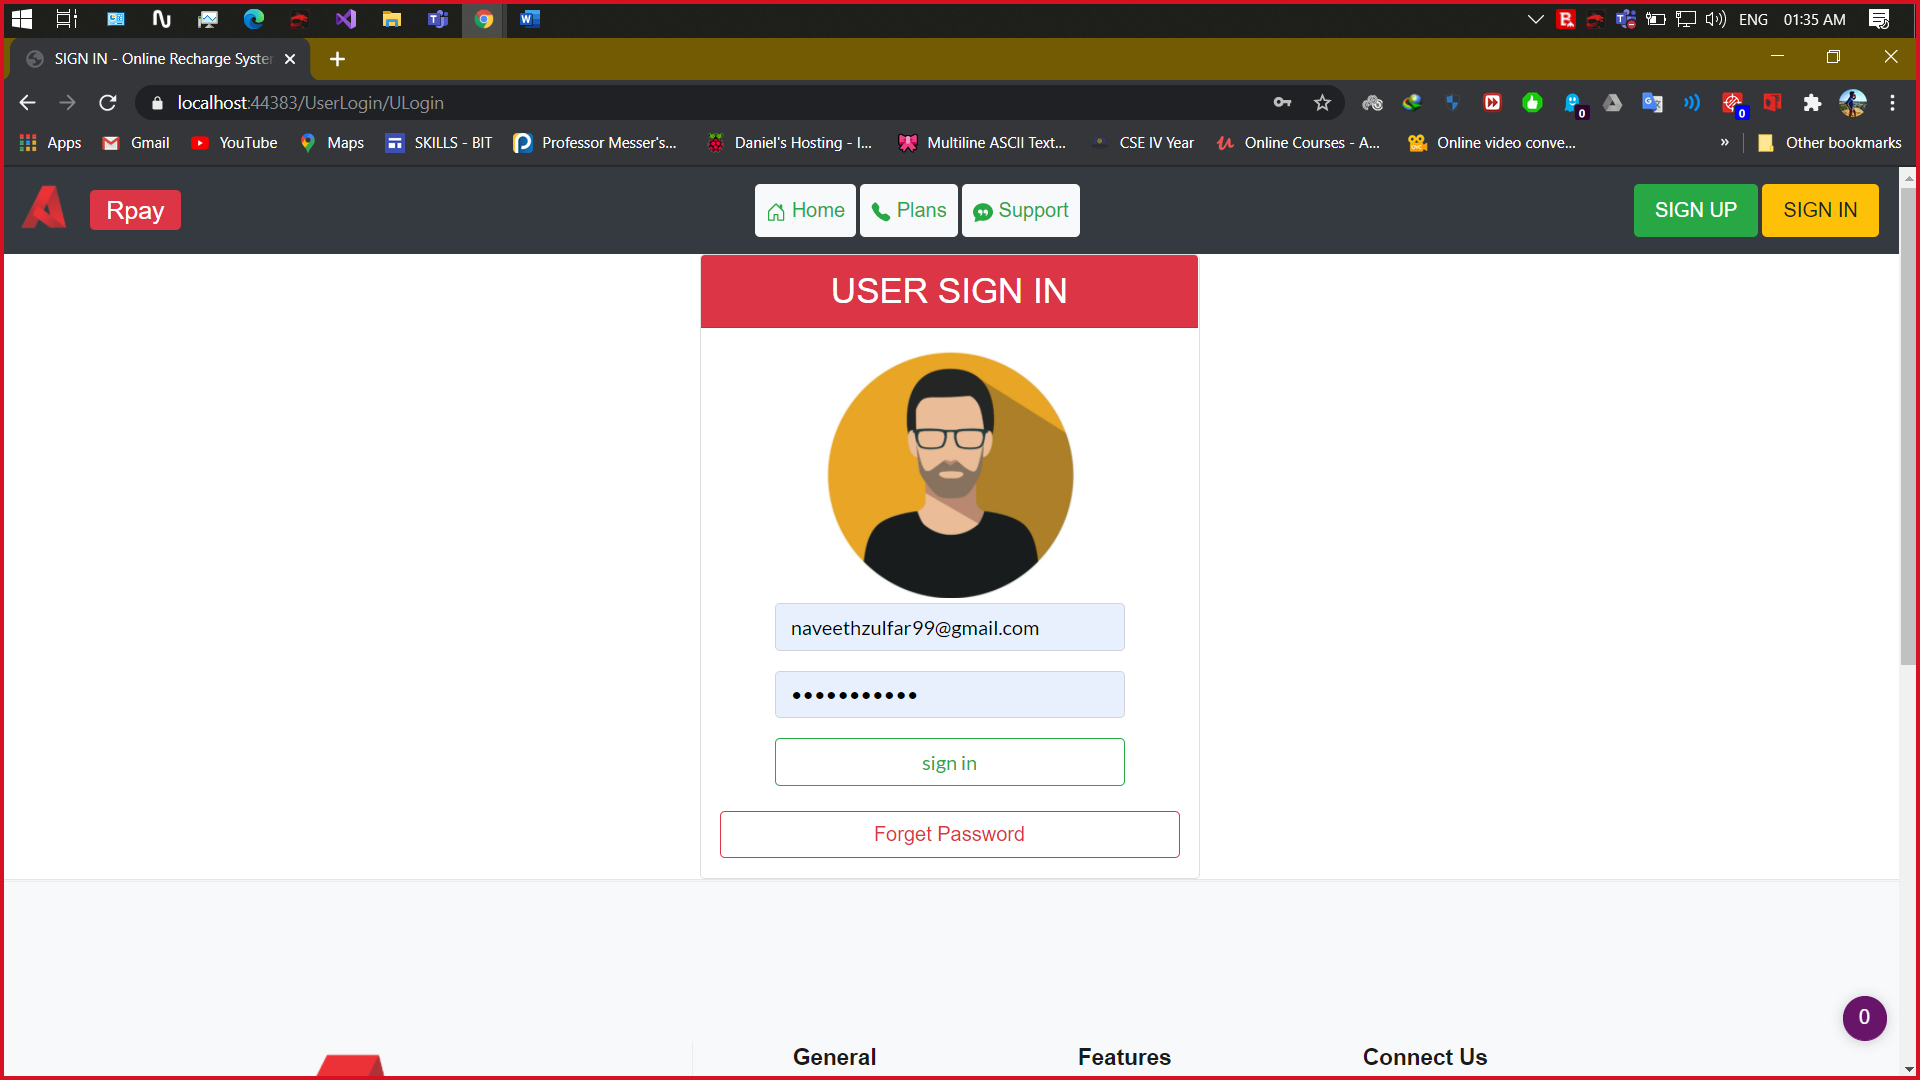 ENG 01:35 AM
SIGN IN - Online Recharge Syster
localhost:44383/UserLogin/ULogin
0 0
Apps Gmail YouTube Maps SKILLS - BIT Professor Messer's... Daniel's Hosting - I... Multiline ASCII Text... CSE IV Year Online Courses - A... Online video conve... » Other bookmarks
Rpay Home Plans Support SIGN UP SIGN IN
USER SIGN IN
naveethzulfar99@gmail.com
sign in
Forget Password
0
General Features Connect Us